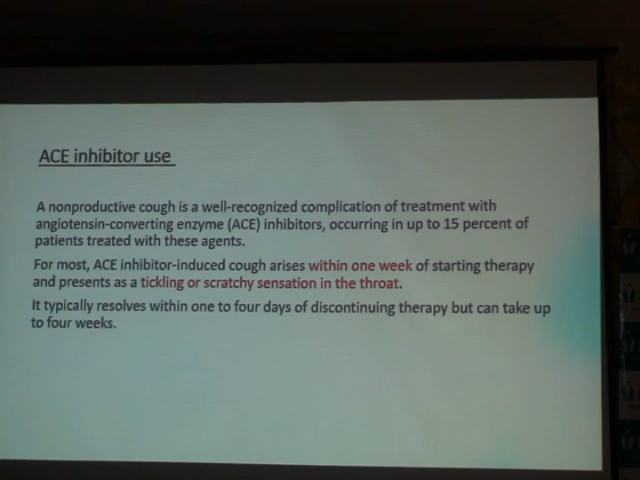 ACE inhibitor use
A nonproductive cough is a well-recognized complication of treatment with
angiotensin-converting enzyme (ACE) inhibitors, occurring in up to 15 percent of
patients treated with these agents.
For most, ACE inhibitor-induced cough arises within one week of starting therapy
and presents as a tickling or scratchy sensation in the throat.
It typically resolves within one to four days of discontinuing therapy but can take up
to four weeks.